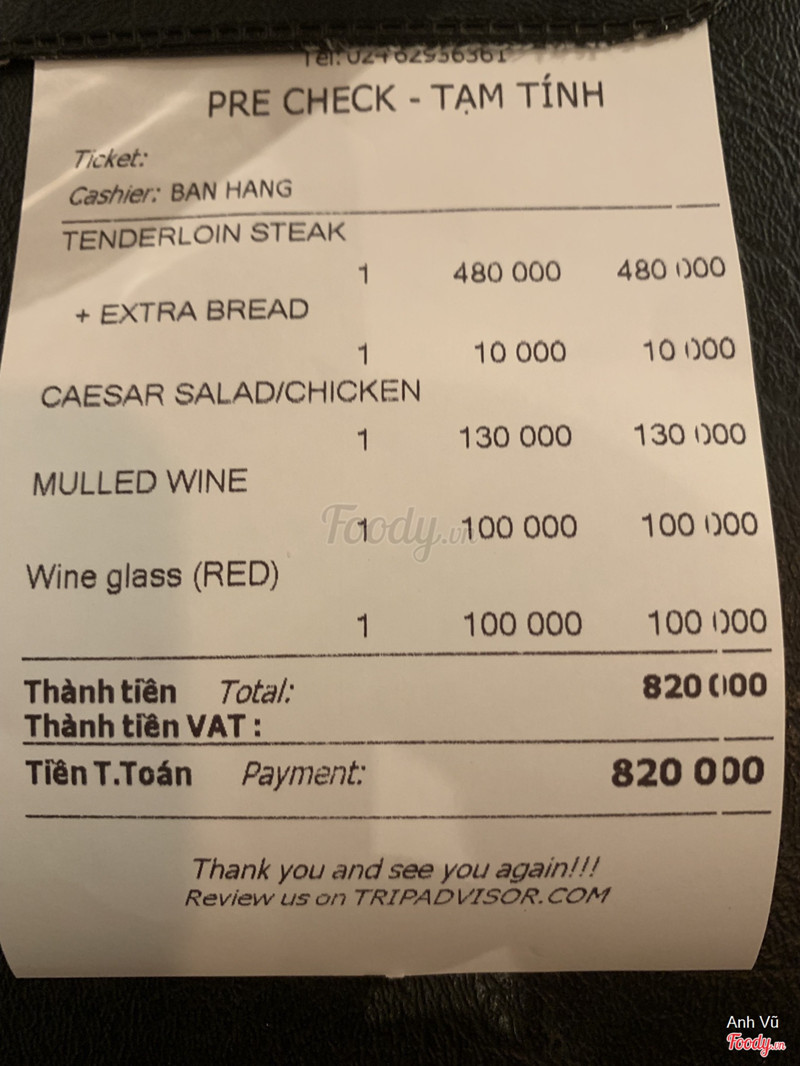 Tel: 024 62936361
PRE CHECK - TẠM TÍNH
Ticket:
Cashier: BAN HANG
TENDERLOIN STEAK
1 480 000 480 000
+ EXTRA BREAD
1 10 000 10 000
CAESAR SALAD/CHICKEN
1 130 000 130 000
MULLED WINE
1 100 000 100 000
Wine glass (RED)
1 100 000 100 000
Thành tiền Total: 820 000
Thành tiền VAT :
Tiền T.Toán Payment: 820 000
Thank you and see you again!!!
Review us on TRIPADVISOR.COM
Foody.vn
Anh Vũ
Foody.vn